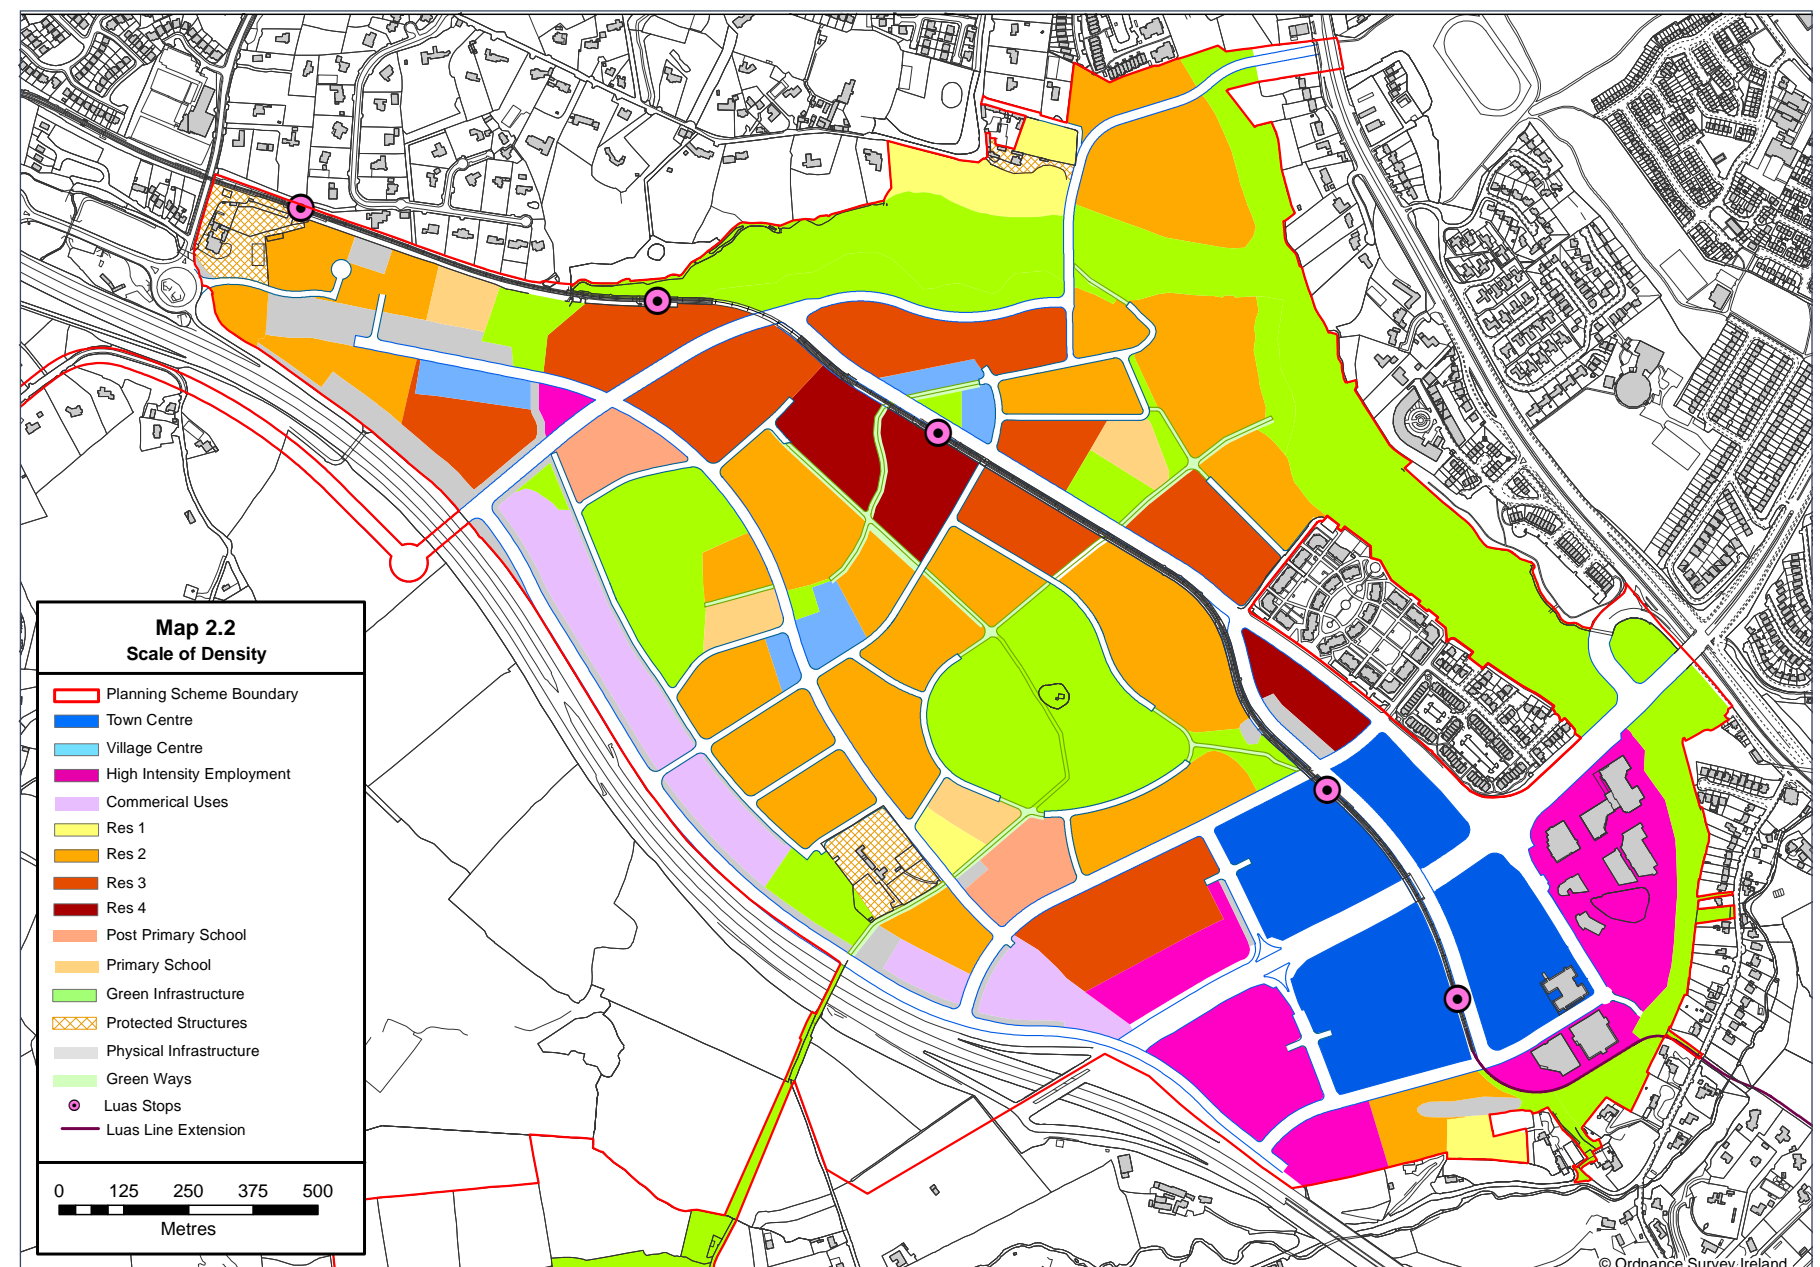 Map 2.2
Scale of Density
Planning Scheme Boundary
Town Centre
Village Centre
High Intensity Employment
Commerical Uses
Res 1
Res 2
Res 3
Res 4
Post Primary School
Primary School
Green Infrastructure
Protected Structures
Physical Infrastructure
Green Ways
Luas Stops
Luas Line Extension
0 125 250 375 500
Metres
© Ordnance Survey Ireland